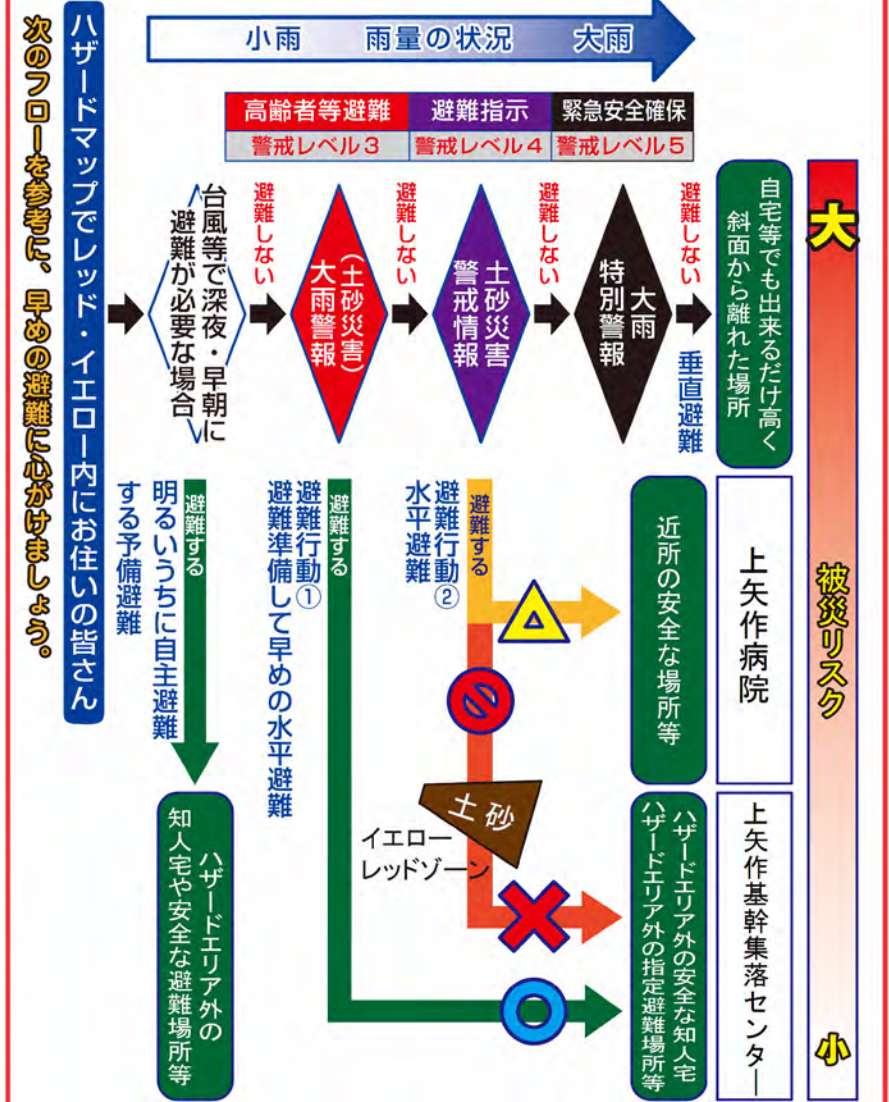 次のフローを参考に、早めの避難に心がけましょう。
ハザードマップでレッド・イエロー内にお住いの皆さん
小雨 雨量の状況 大雨
高齢者等避難 避難指示 緊急安全確保
警戒レベル3 警戒レベル4 警戒レベル5
台風等で深夜・早朝に
避難が必要な場合
避難しない
(土砂災害)
大雨警報
避難しない
土砂災害
警戒情報
避難しない
大雨
特別警報
避難しない
垂直避難
自宅等でも出来るだけ高く
斜面から離れた場所
避難する
明るいうちに自主避難
する予備避難
避難する
避難行動①
避難準備して早めの水平避難
避難する
避難行動②
水平避難
土砂
イエロー
レッドゾーン
近所の安全な場所等
上矢作病院
ハザードエリア外の
知人宅や安全な避難場所等
ハザードエリア外の安全な知人宅
ハザードエリア外の指定避難場所等
上矢作基幹集落センター
大
被災リスク
小